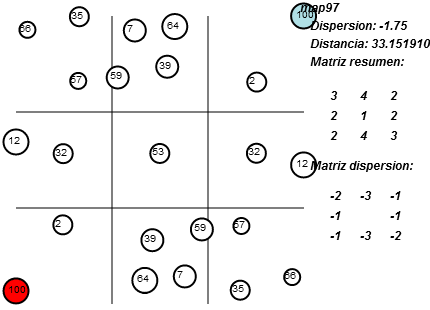 map97
Dispersion: -1.75
Distancia: 33.151910
Matriz resumen:
3 4 2
2 1 2
2 4 3
Matriz dispersion:
-2 -3 -1
-1 -1
-1 -3 -2
35 64 100
56 7
39
57 59 2
12
32 53 32 12
2 59 57
39
64 7 56
100 35